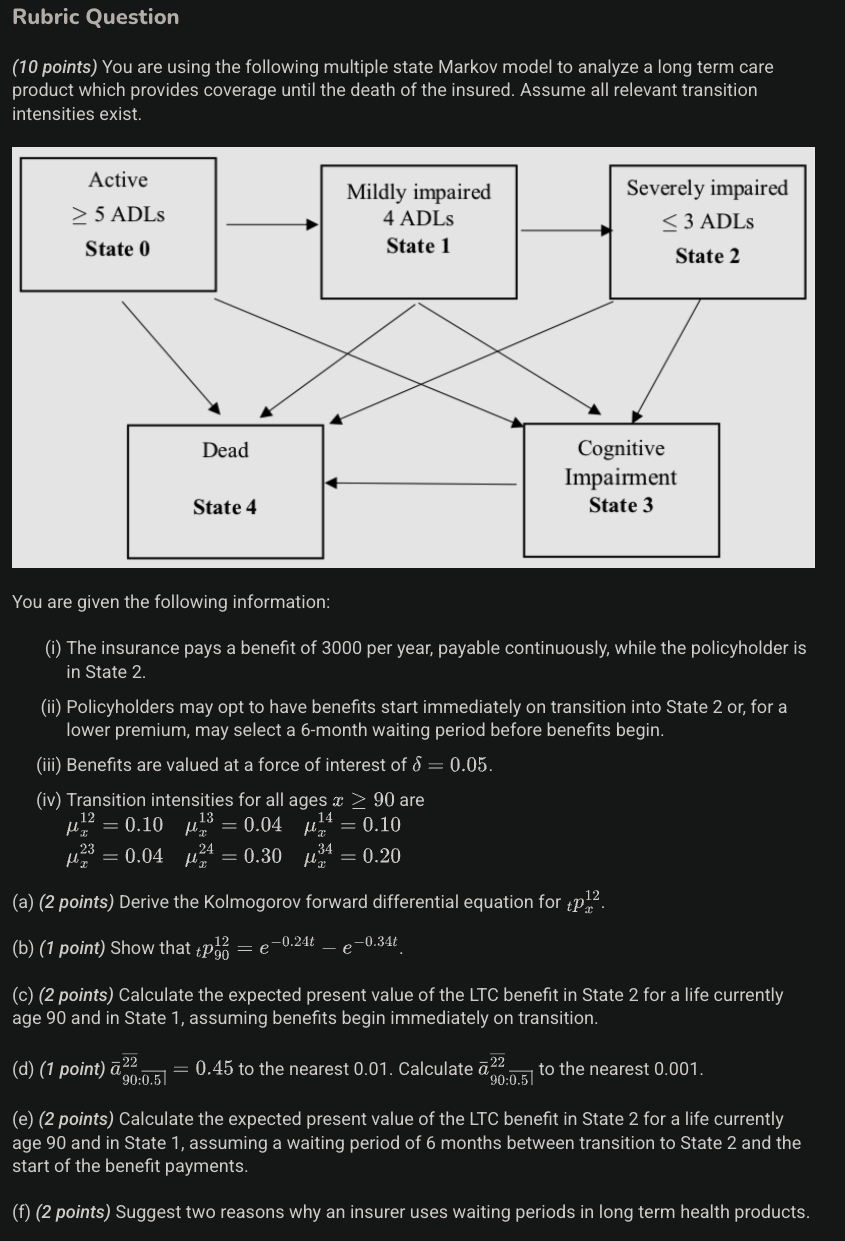 Rubric Question
(10 points) You are using the following multiple state Markov model to analyze a long term care
product which provides coverage until the death of the insured. Assume all relevant transition
intensities exist.
Active
≥ 5 ADLs
State 0
Mildly impaired
4 ADLs
State 1
Severely impaired
≤ 3 ADLs
State 2
Dead
State 4
Cognitive
Impairment
State 3
You are given the following information:
(i) The insurance pays a benefit of 3000 per year, payable continuously, while the policyholder is
in State 2.
(ii) Policyholders may opt to have benefits start immediately on transition into State 2 or, for a
lower premium, may select a 6-month waiting period before benefits begin.
(iii) Benefits are valued at a force of interest of δ = 0.05.
(iv) Transition intensities for all ages x ≥ 90 are
μ_x^{12} = 0.10 μ_x^{13} = 0.04 μ_x^{14} = 0.10
μ_x^{23} = 0.04 μ_x^{24} = 0.30 μ_x^{34} = 0.20
(a) (2 points) Derive the Kolmogorov forward differential equation for {}_tp_x^{12}.
(b) (1 point) Show that {}_tp_{90}^{12} = e^{-0.24t} − e^{-0.34t}.
(c) (2 points) Calculate the expected present value of the LTC benefit in State 2 for a life currently
age 90 and in State 1, assuming benefits begin immediately on transition.
(d) (1 point) \bar{a}_{90:\overline{0.5}|}^{\overline{22}} = 0.45 to the nearest 0.01. Calculate \bar{a}_{90:\overline{0.5}|}^{\overline{22}} to the nearest 0.001.
(e) (2 points) Calculate the expected present value of the LTC benefit in State 2 for a life currently
age 90 and in State 1, assuming a waiting period of 6 months between transition to State 2 and the
start of the benefit payments.
(f) (2 points) Suggest two reasons why an insurer uses waiting periods in long term health products.